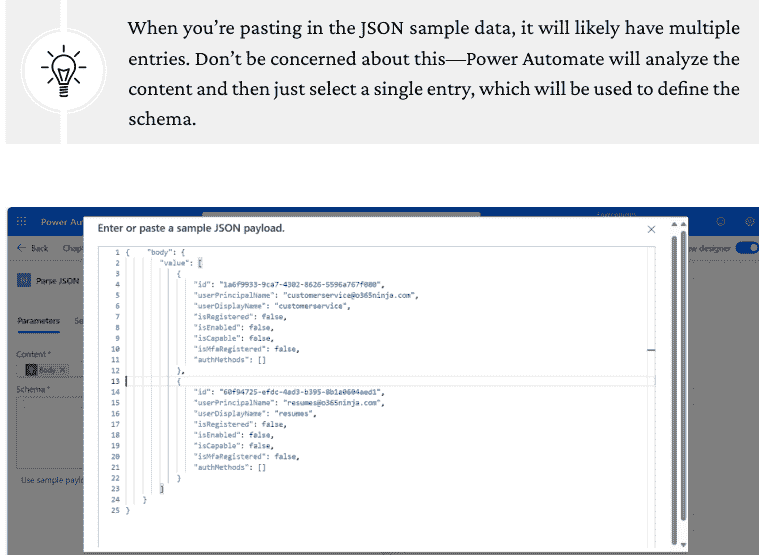 When you're pasting in the JSON sample data, it will likely have multiple
entries. Don't be concerned about this—Power Automate will analyze the
content and then just select a single entry, which will be used to define the
schema.
Power Au
Enter or paste a sample JSON payload.
Back Chap
ew designer
Parse JSON
Parameters Se
Content *
Body
Schema *
Use sample paylo
1 { "body": {
2 "value": [
3 {
4 "id": "1a6f9933-9ca7-4302-8626-5596a767f080",
5 "userPrincipalName": "customerservice@o365ninja.com",
6 "userDisplayName": "customerservice",
7 "isRegistered": false,
8 "isEnabled": false,
9 "isCapable": false,
10 "isMfaRegistered": false,
11 "authMethods": []
12 },
13 {
14 "id": "60f94725-efdc-4ad3-b395-8b1a0604aed1",
15 "userPrincipalName": "resumes@o365ninja.com",
16 "userDisplayName": "resumes",
17 "isRegistered": false,
18 "isEnabled": false,
19 "isCapable": false,
20 "isMfaRegistered": false,
21 "authMethods": []
22 }
23 ]
24 }
25 }